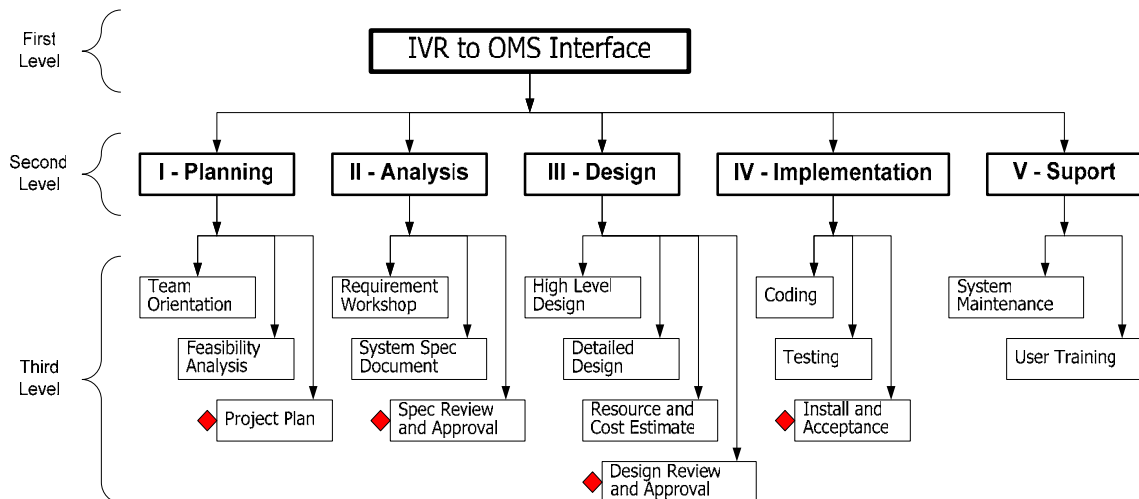 First
Level
IVR to OMS Interface
Second
Level
I - Planning
II - Analysis
III - Design
IV - Implementation
V - Suport
Third
Level
Team
Orientation
Requirement
Workshop
High Level
Design
Coding
System
Maintenance
Feasibility
Analysis
System Spec
Document
Detailed
Design
Testing
User Training
Project Plan
Spec Review
and Approval
Resource and
Cost Estimate
Install and
Acceptance
Design Review
and Approval